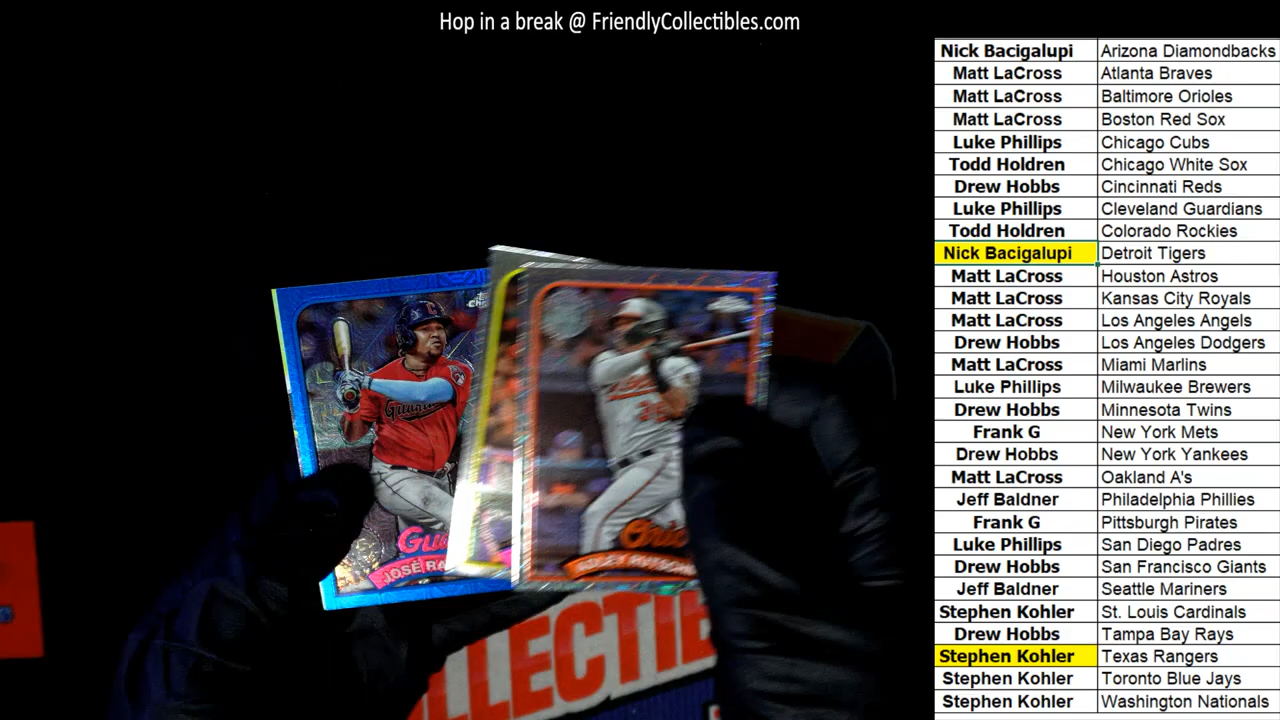 Hop in a break @ FriendlyCollectibles.com
Nick Bacigalupi Arizona Diamondbacks
Matt LaCross Atlanta Braves
Matt LaCross Baltimore Orioles
Matt LaCross Boston Red Sox
Luke Phillips Chicago Cubs
Todd Holdren Chicago White Sox
Drew Hobbs Cincinnati Reds
Luke Phillips Cleveland Guardians
Todd Holdren Colorado Rockies
Nick Bacigalupi Detroit Tigers
Matt LaCross Houston Astros
Matt LaCross Kansas City Royals
Matt LaCross Los Angeles Angels
Drew Hobbs Los Angeles Dodgers
Matt LaCross Miami Marlins
Luke Phillips Milwaukee Brewers
Drew Hobbs Minnesota Twins
Frank G New York Mets
Drew Hobbs New York Yankees
Matt LaCross Oakland A's
Jeff Baldner Philadelphia Phillies
Frank G Pittsburgh Pirates
Luke Phillips San Diego Padres
Drew Hobbs San Francisco Giants
Jeff Baldner Seattle Mariners
Stephen Kohler St. Louis Cardinals
Drew Hobbs Tampa Bay Rays
Stephen Kohler Texas Rangers
Stephen Kohler Toronto Blue Jays
Stephen Kohler Washington Nationals
Gu
JOSÉ RA
LLECTIE